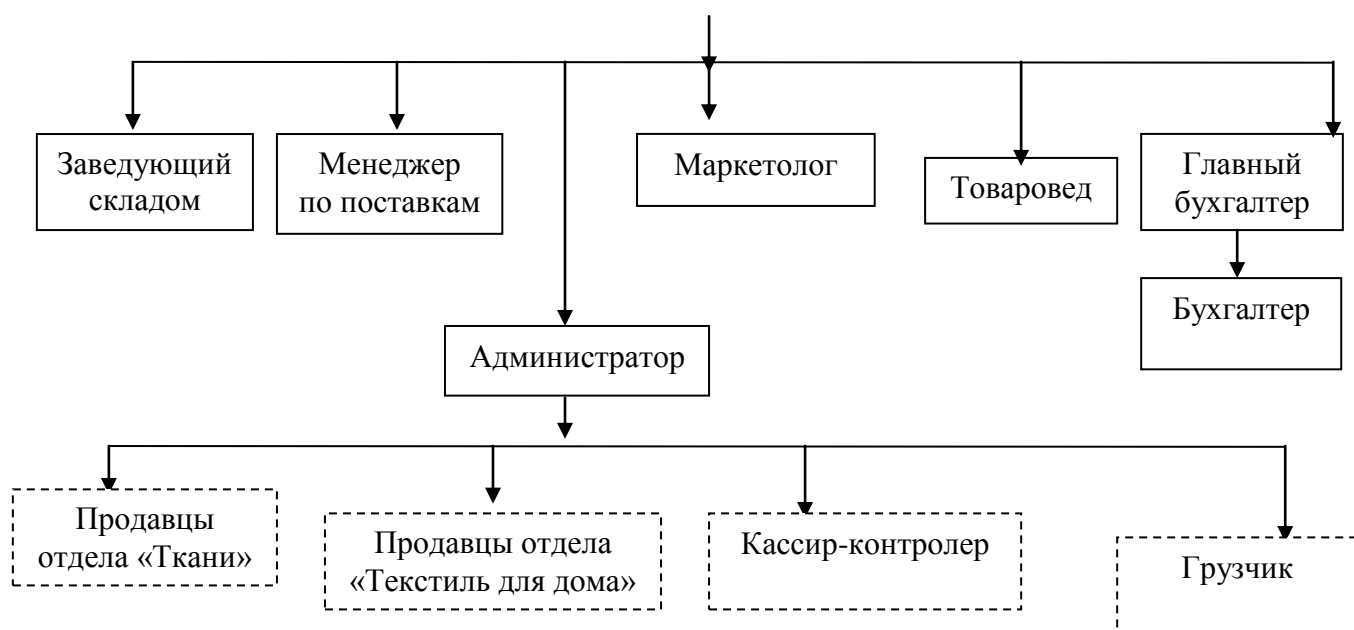 Заведующий
складом
Менеджер
по поставкам
Маркетолог
Товаровед
Главный
бухгалтер
Бухгалтер
Администратор
Продавцы
отдела «Ткани»
Продавцы отдела
«Текстиль для дома»
Кассир-контролер
Грузчик